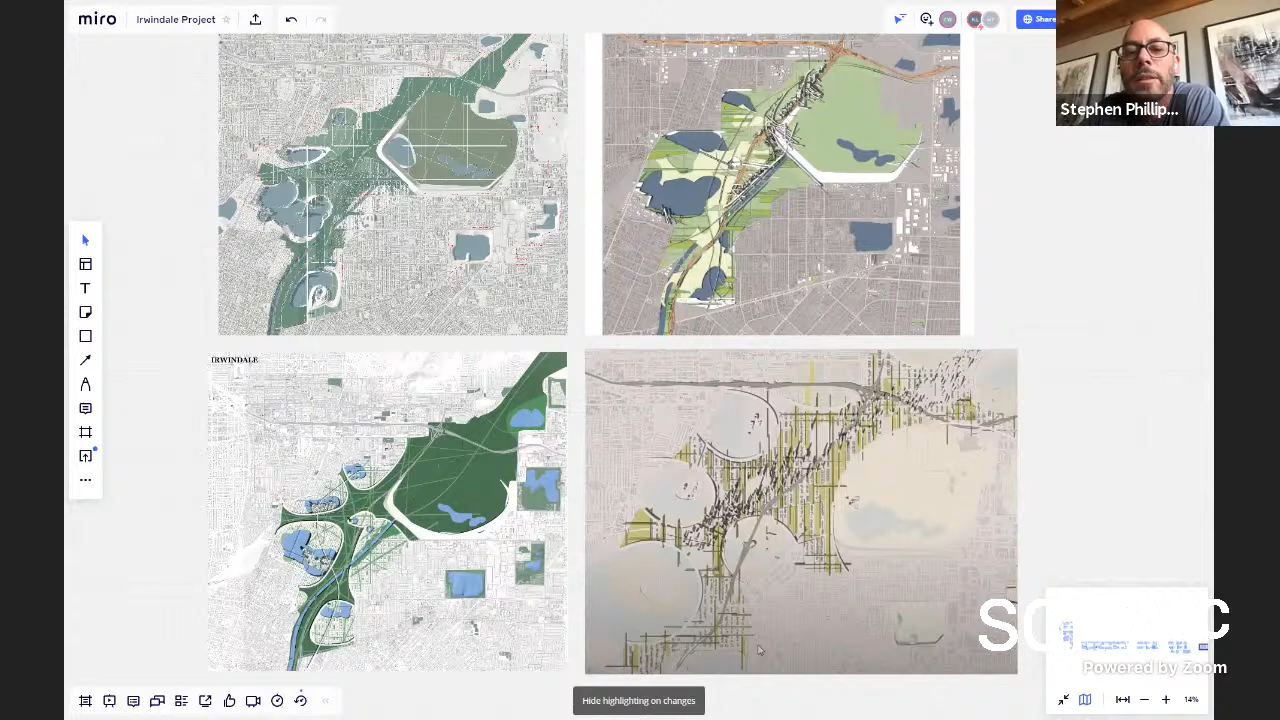 miro
Irwindale Project
Share
Stephen Phillip...
T
IRWINDALE
Powered by Zoom
Hide highlighting on changes
14%